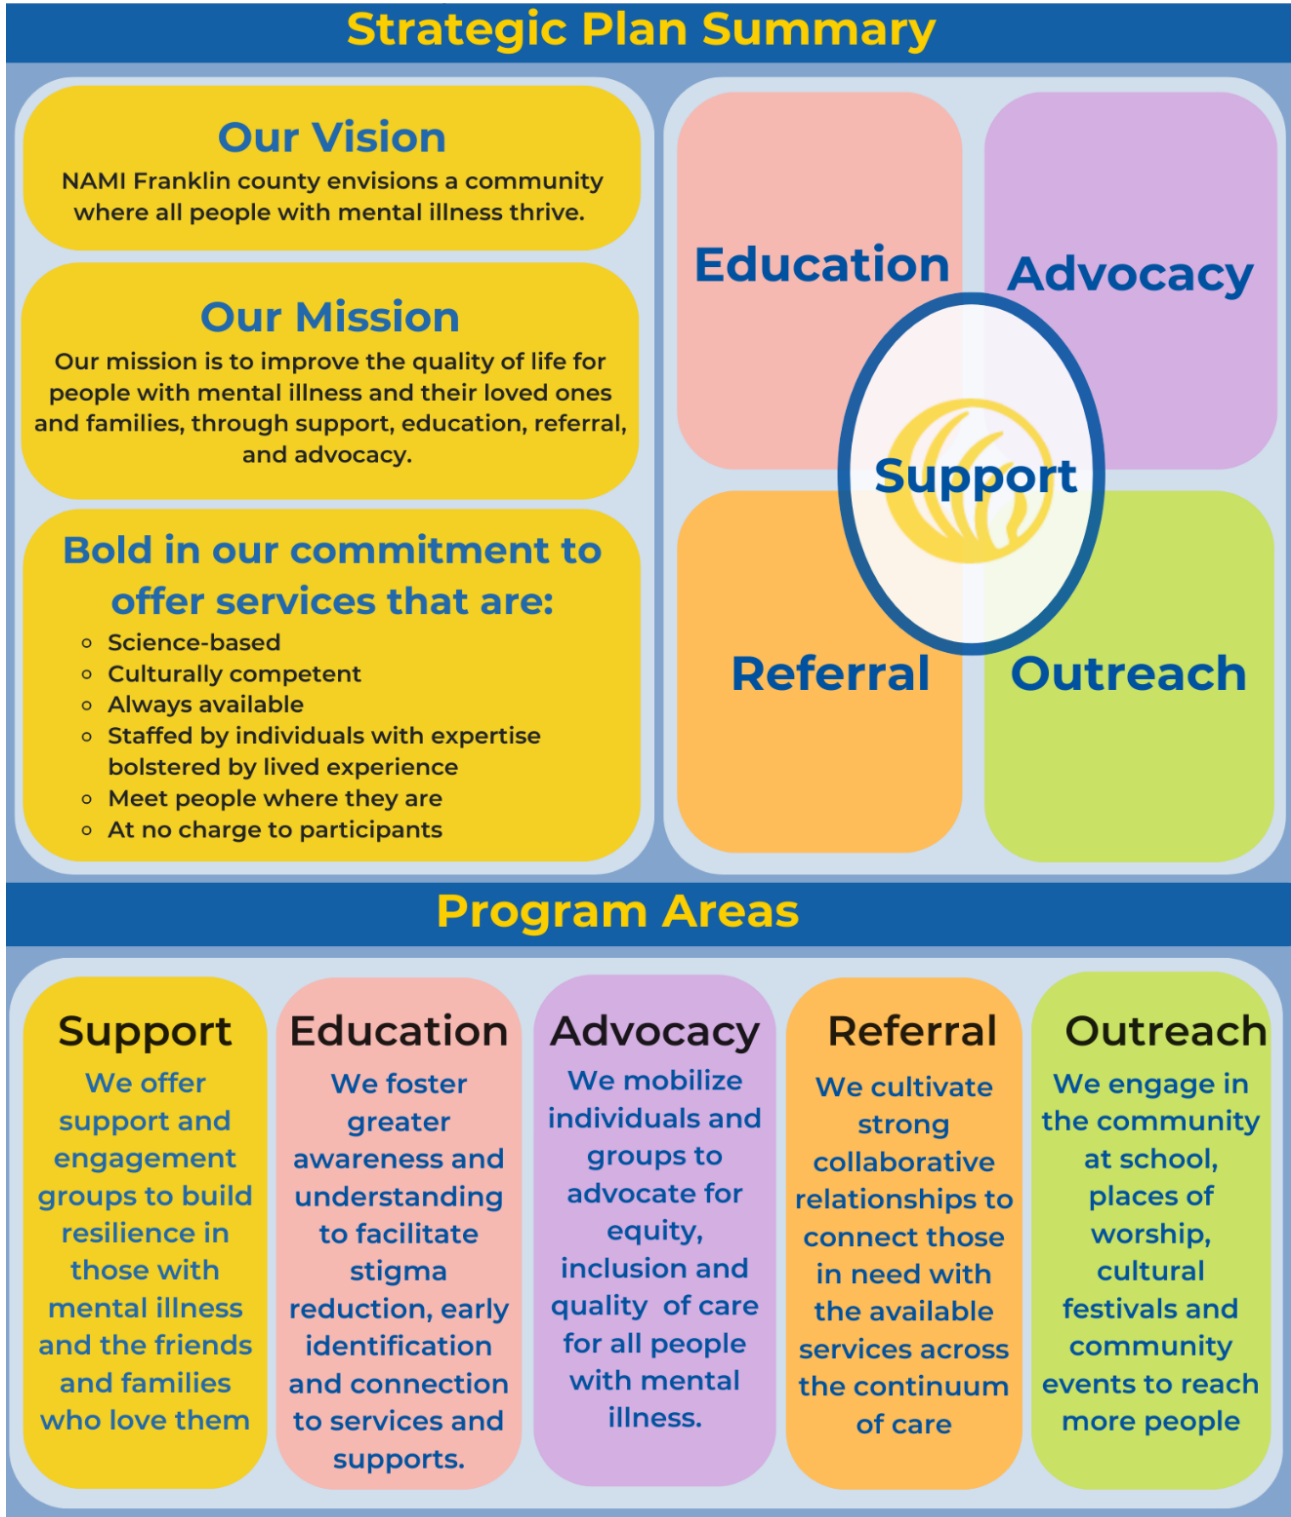 Strategic Plan Summary
Our Vision
NAMI Franklin county envisions a community
where all people with mental illness thrive.
Our Mission
Our mission is to improve the quality of life for
people with mental illness and their loved ones
and families, through support, education, referral,
and advocacy.
Bold in our commitment to
offer services that are:
Science-based
Culturally competent
Always available
Staffed by individuals with expertise
bolstered by lived experience
Meet people where they are
At no charge to participants
Education
Advocacy
Support
Referral
Outreach
Program Areas
Support
We offer
support and
engagement
groups to build
resilience in
those with
mental illness
and the friends
and families
who love them
Education
We foster
greater
awareness and
understanding
to facilitate
stigma
reduction, early
identification
and connection
to services and
supports.
Advocacy
We mobilize
individuals and
groups to
advocate for
equity,
inclusion and
quality of care
for all people
with mental
illness.
Referral
We cultivate
strong
collaborative
relationships to
connect those
in need with
the available
services across
the continuum
of care
Outreach
We engage in
the community
at school,
places of
worship,
cultural
festivals and
community
events to reach
more people